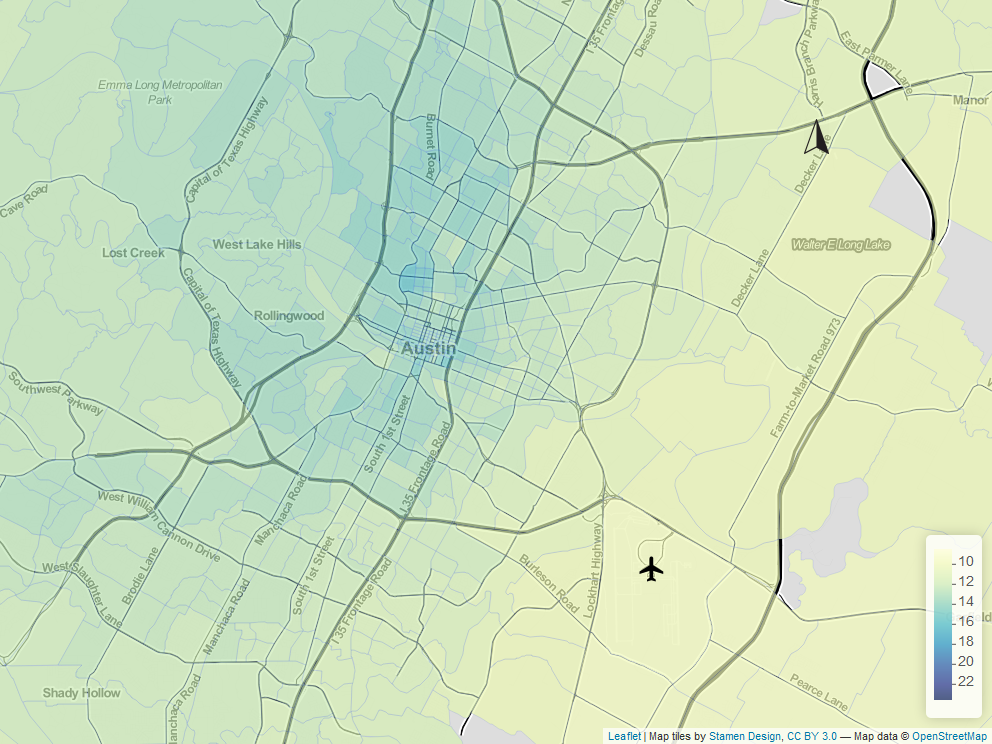 I 35 Frontage Road
Dessau Road
Harris Branch Parkway
East Parmer Lane
Emma Long Metropolitan
Park
Manor
Capital of Texas Highway
Burnet Road
Decker Lane
Cave Road
Lost Creek
West Lake Hills
Walter E Long Lake
Decker Lane
Capital of Texas Highway
Rollingwood
Austin
Farm-to-Market Road 973
Southwest Parkway
South 1st Street
I 35 Frontage Road
West William Cannon Drive
Manchaca Road
Lockhart Highway
Burleson Road
West Slaughter Lane
Brodie Lane
South 1st Street
I 35 Frontage Road
Manchaca Road
Shady Hollow
Manchaca Road
Pearce Lane
10
12
14
16
18
20
22
Leaflet | Map tiles by Stamen Design, CC BY 3.0 — Map data © OpenStreetMap